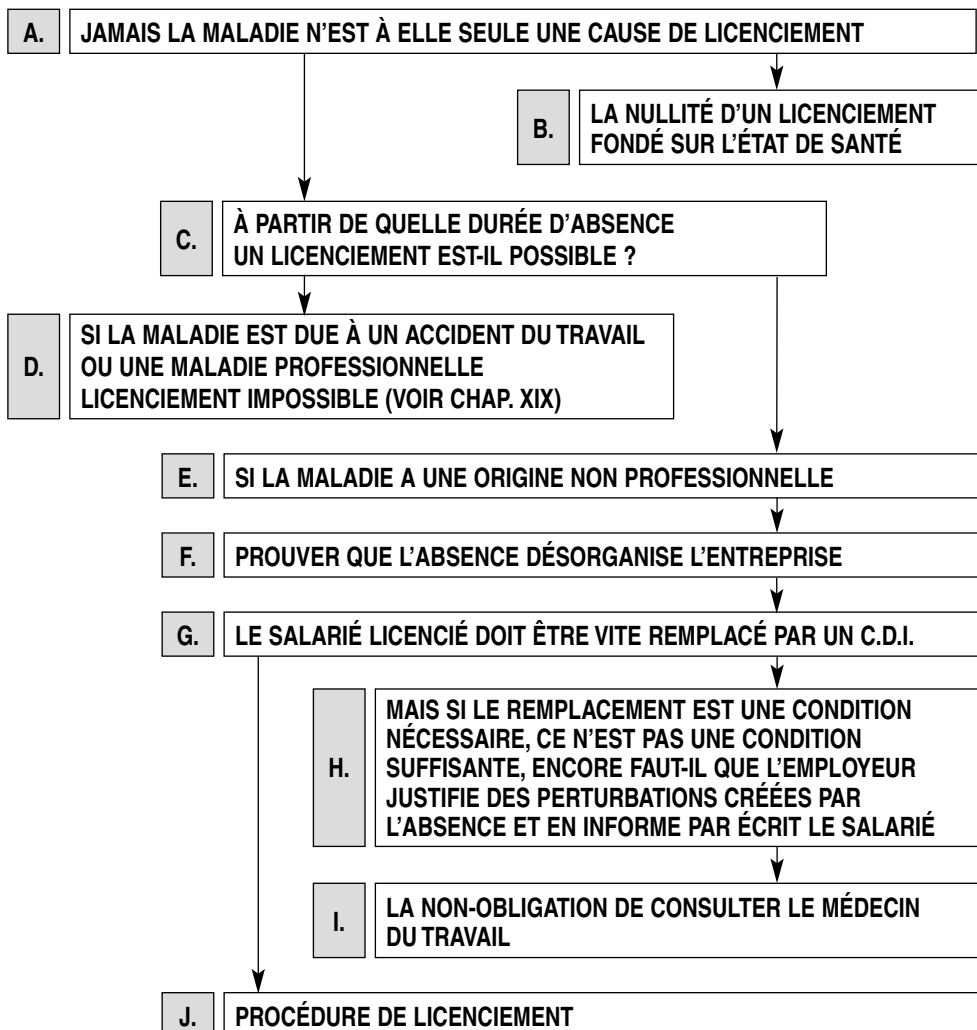 A. JAMAIS LA MALADIE N'EST À ELLE SEULE UNE CAUSE DE LICENCIEMENT
B. LA NULLITÉ D'UN LICENCIEMENT
FONDÉ SUR L'ÉTAT DE SANTÉ
C. À PARTIR DE QUELLE DURÉE D'ABSENCE
UN LICENCIEMENT EST-IL POSSIBLE ?
D. SI LA MALADIE EST DUE À UN ACCIDENT DU TRAVAIL
OU UNE MALADIE PROFESSIONNELLE
LICENCIEMENT IMPOSSIBLE (VOIR CHAP. XIX)
E. SI LA MALADIE A UNE ORIGINE NON PROFESSIONNELLE
F. PROUVER QUE L'ABSENCE DÉSORGANISE L'ENTREPRISE
G. LE SALARIÉ LICENCIÉ DOIT ÊTRE VITE REMPLACÉ PAR UN C.D.I.
H. MAIS SI LE REMPLACEMENT EST UNE CONDITION
NÉCESSAIRE, CE N'EST PAS UNE CONDITION
SUFFISANTE, ENCORE FAUT-IL QUE L'EMPLOYEUR
JUSTIFIE DES PERTURBATIONS CRÉÉES PAR
L'ABSENCE ET EN INFORME PAR ÉCRIT LE SALARIÉ
I. LA NON-OBLIGATION DE CONSULTER LE MÉDECIN
DU TRAVAIL
J. PROCÉDURE DE LICENCIEMENT